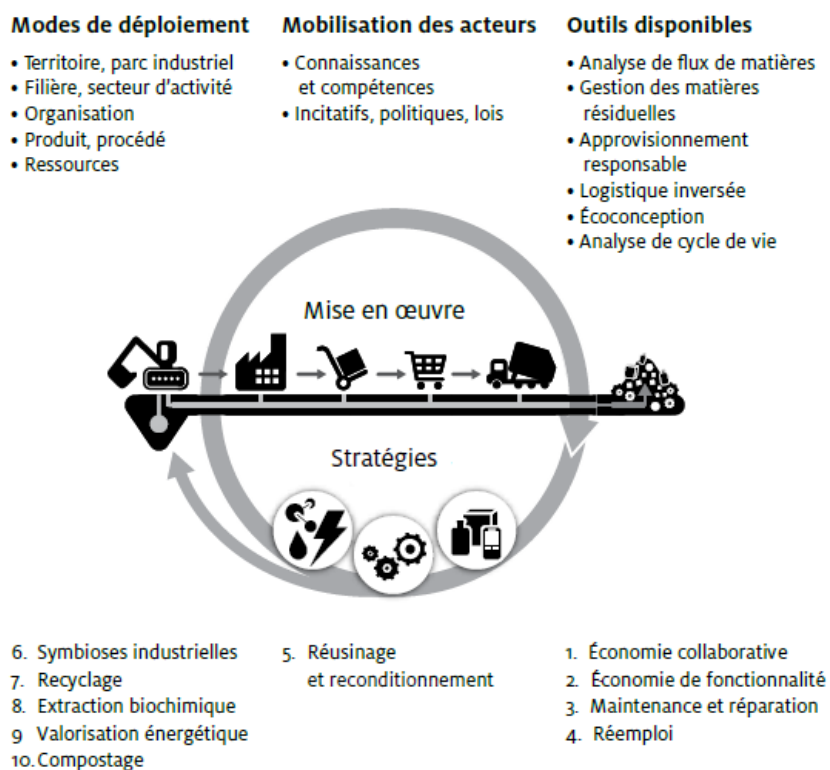 Modes de déploiement
• Territoire, parc industriel
• Filière, secteur d'activité
• Organisation
• Produit, procédé
• Ressources
Mobilisation des acteurs
• Connaissances
et compétences
• Incitatifs, politiques, lois
Outils disponibles
• Analyse de flux de matières
• Gestion des matières
résiduelles
• Approvisionnement
responsable
• Logistique inversée
• Écoconception
• Analyse de cycle de vie
Mise en œuvre
Stratégies
6. Symbioses industrielles
7. Recyclage
8. Extraction biochimique
9 Valorisation énergétique
10. Compostage
5. Réusinage
et reconditionnement
1. Économie collaborative
2. Économie de fonctionnalité
3. Maintenance et réparation
4. Réemploi